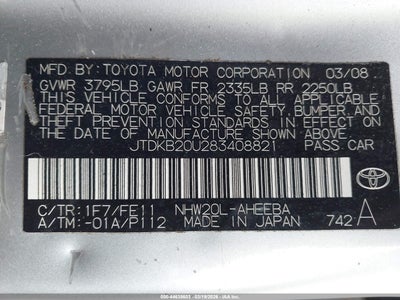 MFD. BY: TOYOTA MOTOR CORPORATION 03/08
GVWR 3795LB GAWR FR 2335LB RR 2250LB
THIS VEHICLE CONFORMS TO ALL APPLICABLE
FEDERAL MOTOR VEHICLE SAFETY, BUMPER, AND
THEFT PREVENTION STANDARDS IN EFFECT ON
THE DATE OF MANUFACTURE SHOWN ABOVE.
JTDKB20U283408821 PASS. CAR
TOYOTA
C/TR: 1F7/FE11 NHW20L-AHEEBA
A/TM: -01A/P112 MADE IN JAPAN 742 A